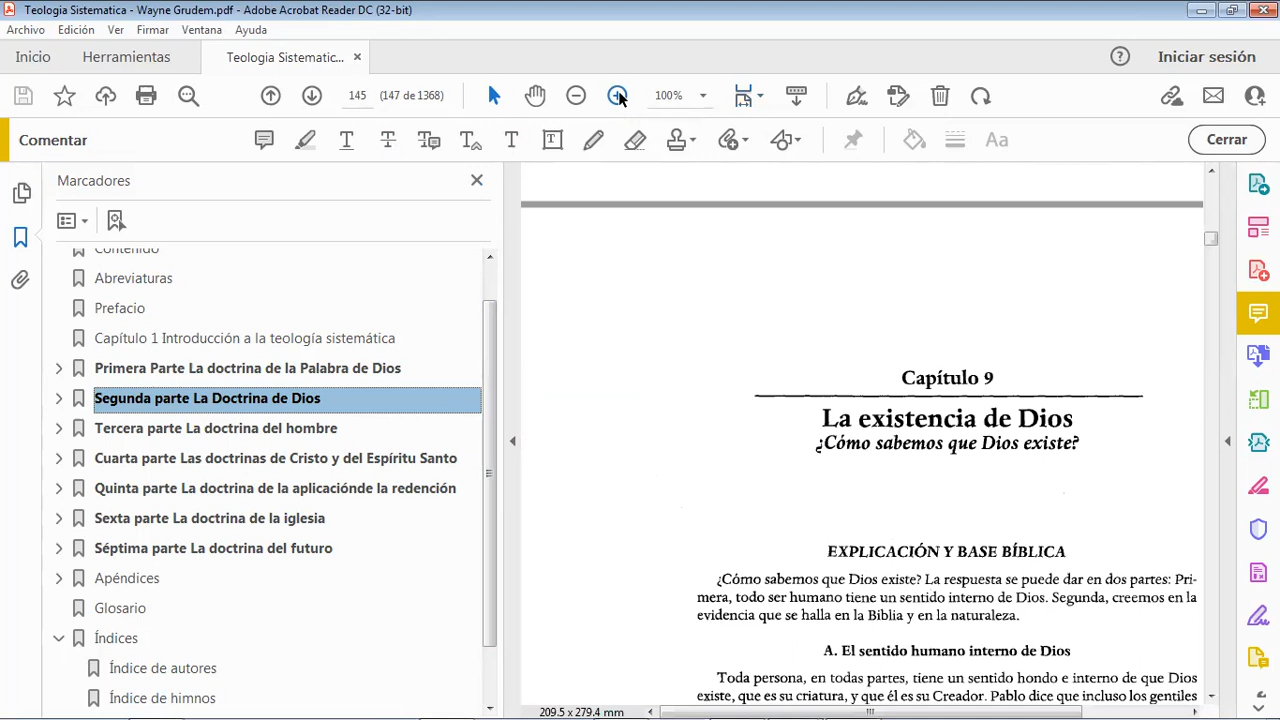 Teologia Sistematica - Wayne Grudem.pdf - Adobe Acrobat Reader DC (32-bit)
Archivo Edición Ver Firmar Ventana Ayuda
Inicio Herramientas Teologia Sistematic... × Iniciar sesión
145 (147 de 1368) 100%
Comentar Aa Cerrar
Marcadores
Contenido
Abreviaturas
Prefacio
Capítulo 1 Introducción a la teología sistemática
Primera Parte La doctrina de la Palabra de Dios
Segunda parte La Doctrina de Dios
Tercera parte La doctrina del hombre
Cuarta parte Las doctrinas de Cristo y del Espíritu Santo
Quinta parte La doctrina de la aplicaciónde la redención
Sexta parte La doctrina de la iglesia
Séptima parte La doctrina del futuro
Apéndices
Glosario
Índices
Índice de autores
Índice de himnos
Capítulo 9
La existencia de Dios
¿Cómo sabemos que Dios existe?
EXPLICACIÓN Y BASE BÍBLICA
¿Cómo sabemos que Dios existe? La respuesta se puede dar en dos partes: Pri-
mera, todo ser humano tiene un sentido interno de Dios. Segunda, creemos en la
evidencia que se halla en la Biblia y en la naturaleza.
A. El sentido humano interno de Dios
Toda persona, en todas partes, tiene un sentido hondo e interno de que Dios
existe, que es su criatura, y que él es su Creador. Pablo dice que incluso los gentiles
209.5 x 279.4 mm